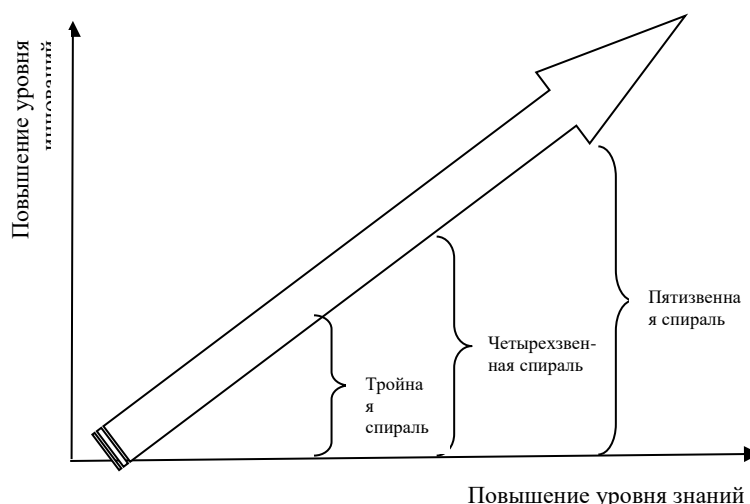 Повышение уровня
Пятизвенна
я спираль
Четырехзвен-
ная спираль
Тройна
я
спираль
Повышение уровня знаний